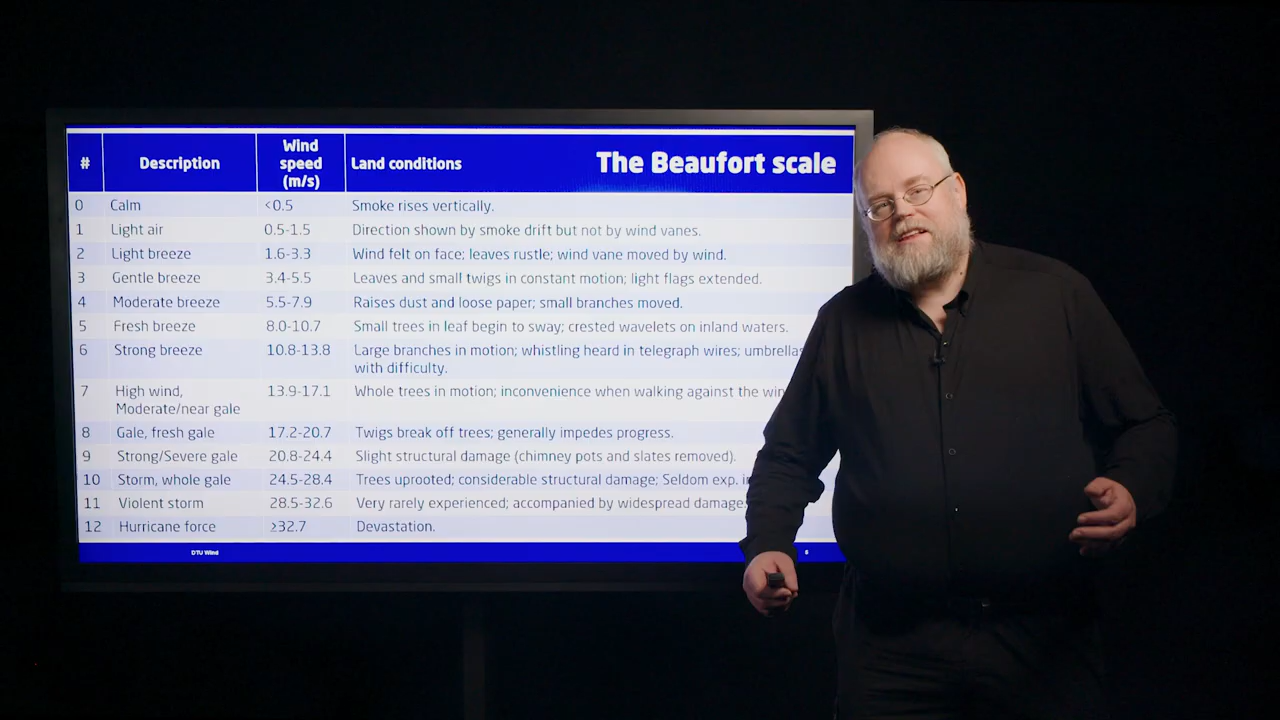 # Description Wind speed (m/s) Land conditions The Beaufort scale
0 Calm <0.5 Smoke rises vertically.
1 Light air 0.5-1.5 Direction shown by smoke drift but not by wind vanes.
2 Light breeze 1.6-3.3 Wind felt on face; leaves rustle; wind vane moved by wind.
3 Gentle breeze 3.4-5.5 Leaves and small twigs in constant motion; light flags extended.
4 Moderate breeze 5.5-7.9 Raises dust and loose paper; small branches moved.
5 Fresh breeze 8.0-10.7 Small trees in leaf begin to sway; crested wavelets on inland waters.
6 Strong breeze 10.8-13.8 Large branches in motion; whistling heard in telegraph wires;
with difficulty.
7 High wind, 13.9-17.1 Whole trees in motion; inconvenience when walking against the
Moderate/near gale
8 Gale, fresh gale 17.2-20.7 Twigs break off trees; generally impedes progress.
9 Strong/Severe gale 20.8-24.4 Slight structural damage (chimney pots and slates removed).
10 Storm, whole gale 24.5-28.4 Trees uprooted; considerable structural damage; Seldom exp.
11 Violent storm 28.5-32.6 Very rarely experienced; accompanied by widespread damage
12 Hurricane force ≥32.7 Devastation.
DTU Wind 6